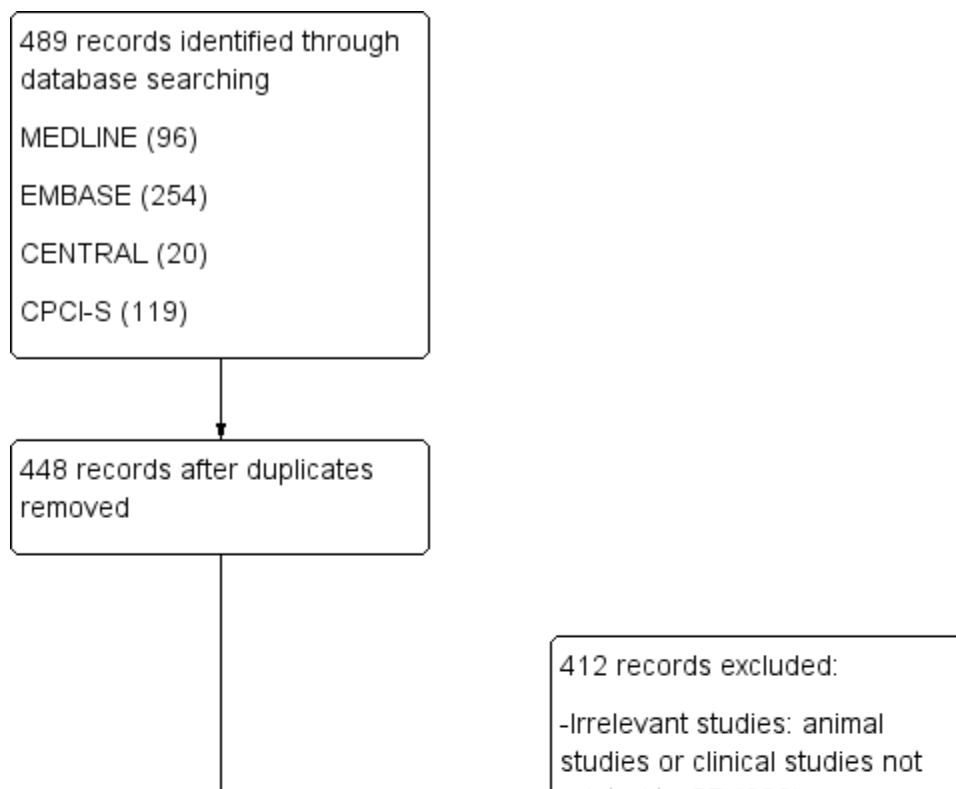 489 records identified through
database searching
MEDLINE (96)
EMBASE (254)
CENTRAL (20)
CPCI-S (119)
448 records after duplicates
removed
412 records excluded:
-Irrelevant studies: animal
studies or clinical studies not